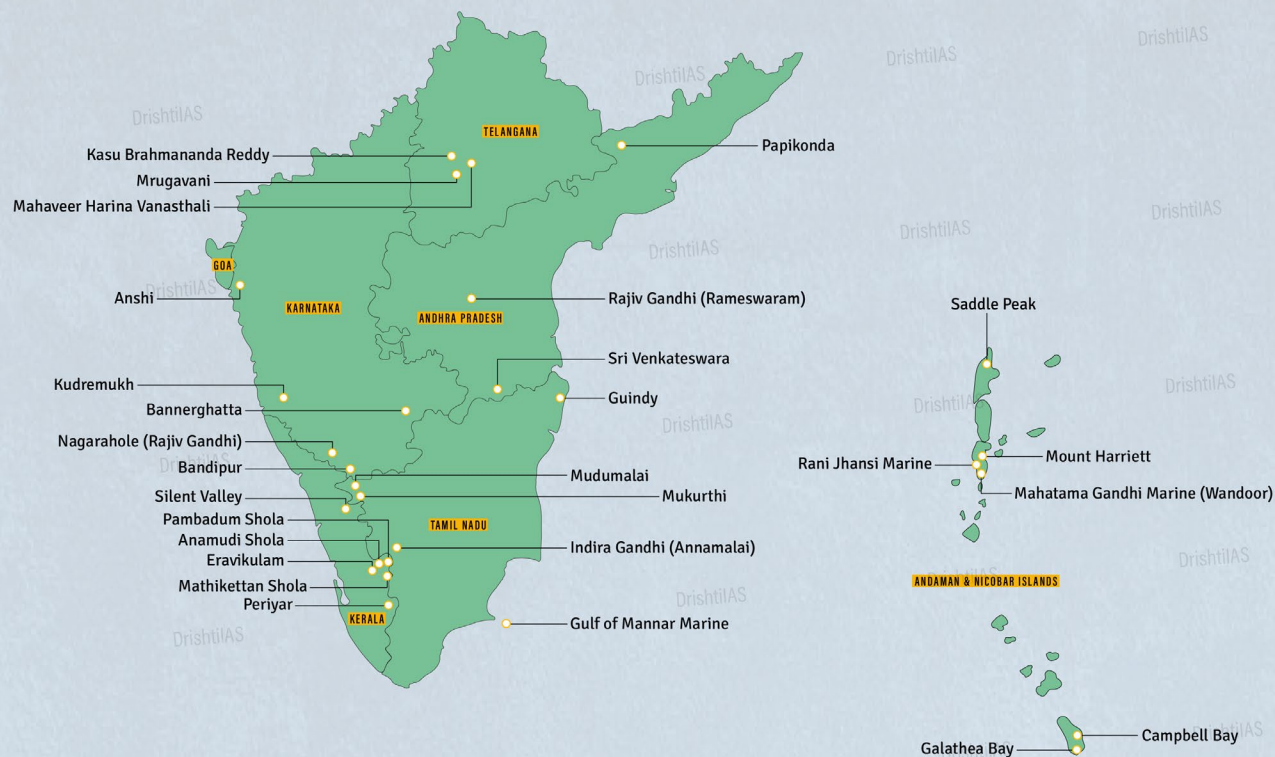 DrishtiIAS
DrishtiIAS
DrishtiIAS
DrishtiIAS
TELANGANA
Kasu Brahmananda Reddy
Papikonda
Mrugavani
Mahaveer Harina Vanasthali
DrishtiIAS
DrishtiIAS
DrishtiIAS
GOA
DrishtiIAS
Anshi
KARNATAKA
Rajiv Gandhi (Rameswaram)
ANDHRA PRADESH
Saddle Peak
Sri Venkateswara
Kudremukh
DrishtiIAS
Guindy
DrishtiIAS
Bannerghatta
DrishtiIAS
Nagarahole (Rajiv Gandhi)
Mount Harriett
DrishtiIAS
Rani Jhansi Marine
Bandipur
Mudumalai
Mahatama Gandhi Marine (Wandoor)
Silent Valley
Mukurthi
Pambadum Shola
TAMIL NADU
Anamudi Shola
Indira Gandhi (Annamalai)
DrishtiIAS
Eravikulam
DrishtiIAS
ANDAMAN & NICOBAR ISLANDS
Mathikettan Shola
DrishtiIAS
Periyar
KERALA
Gulf of Mannar Marine
DrishtiIAS
DrishtiIAS
Campbell Bay
Galathea Bay